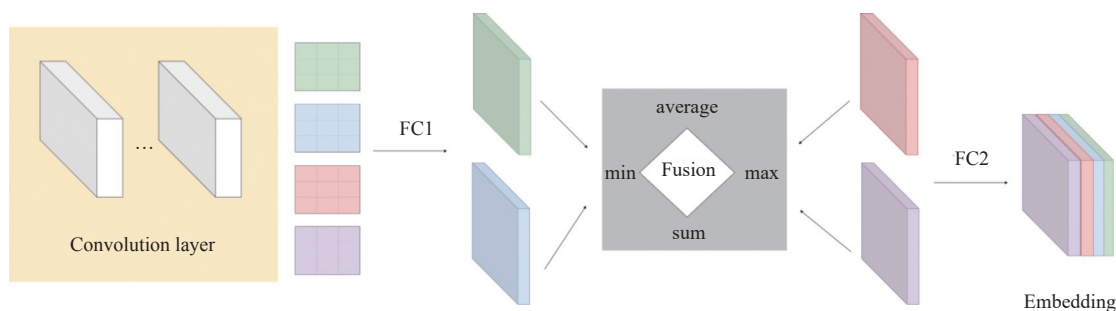 ...
Convolution layer
FC1
average
min
Fusion
max
sum
FC2
Embedding